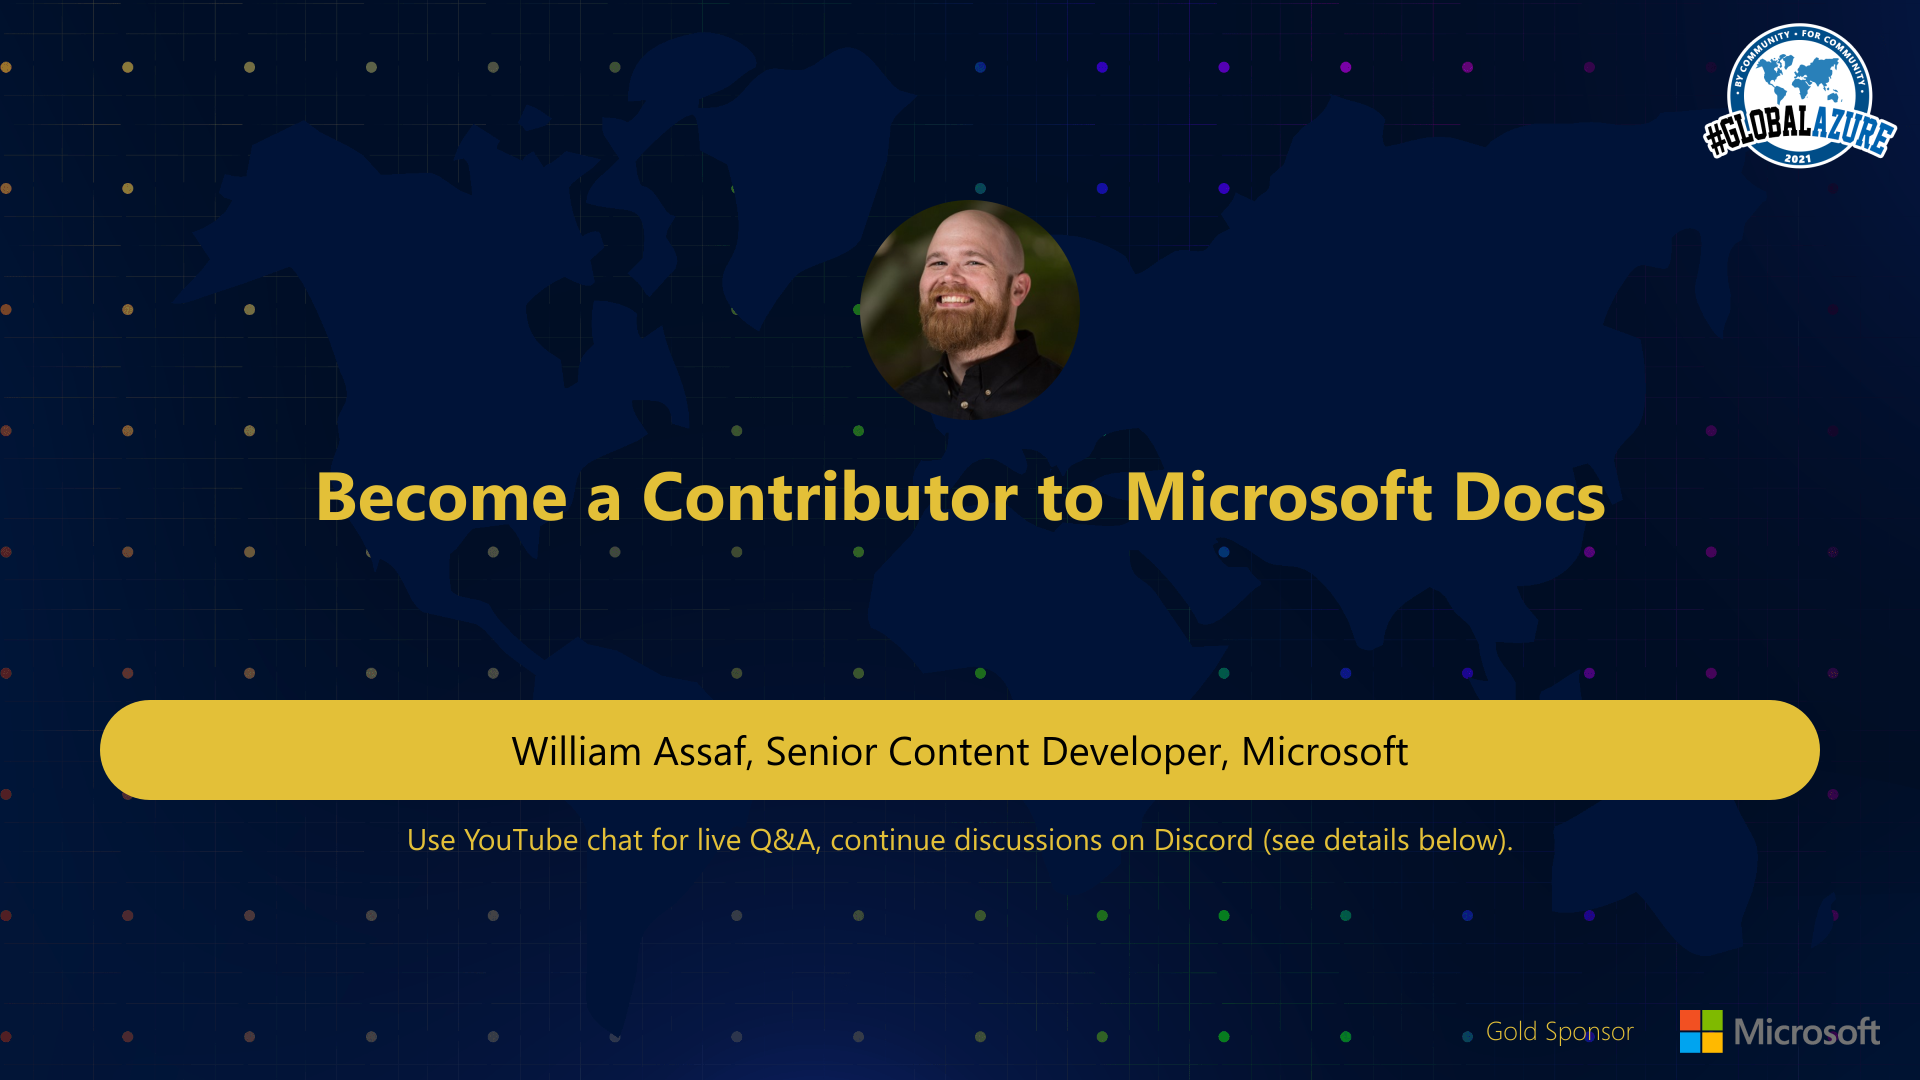 • BY COMMUNITY • FOR COMMUNITY •
#GLOBALAZURE
2021
Become a Contributor to Microsoft Docs
William Assaf, Senior Content Developer, Microsoft
Use YouTube chat for live Q&A, continue discussions on Discord (see details below).
Gold Sponsor
Microsoft